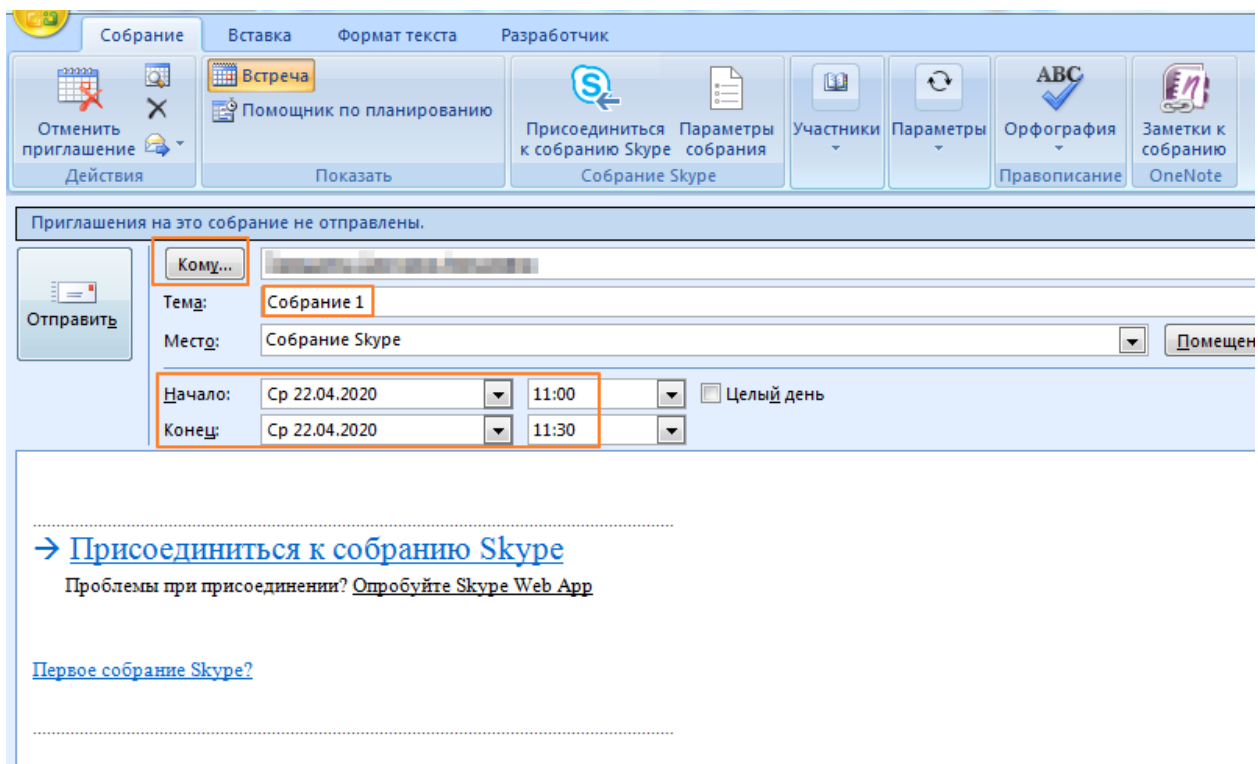 Собрание Вставка Формат текста Разработчик
Отменить приглашение
Встреча
Помощник по планированию
Присоединиться к собранию Skype
Параметры собрания
Участники
Параметры
ABC
Орфография
Заметки к собранию
Действия Показать Собрание Skype Правописание OneNote
Приглашения на это собрание не отправлены.
Отправить
Кому...
Тема: Собрание 1
Место: Собрание Skype
Начало: Ср 22.04.2020 11:00 Целый день
Конец: Ср 22.04.2020 11:30
→ Присоединиться к собранию Skype
Проблемы при присоединении? Опробуйте Skype Web App
Первое собрание Skype?